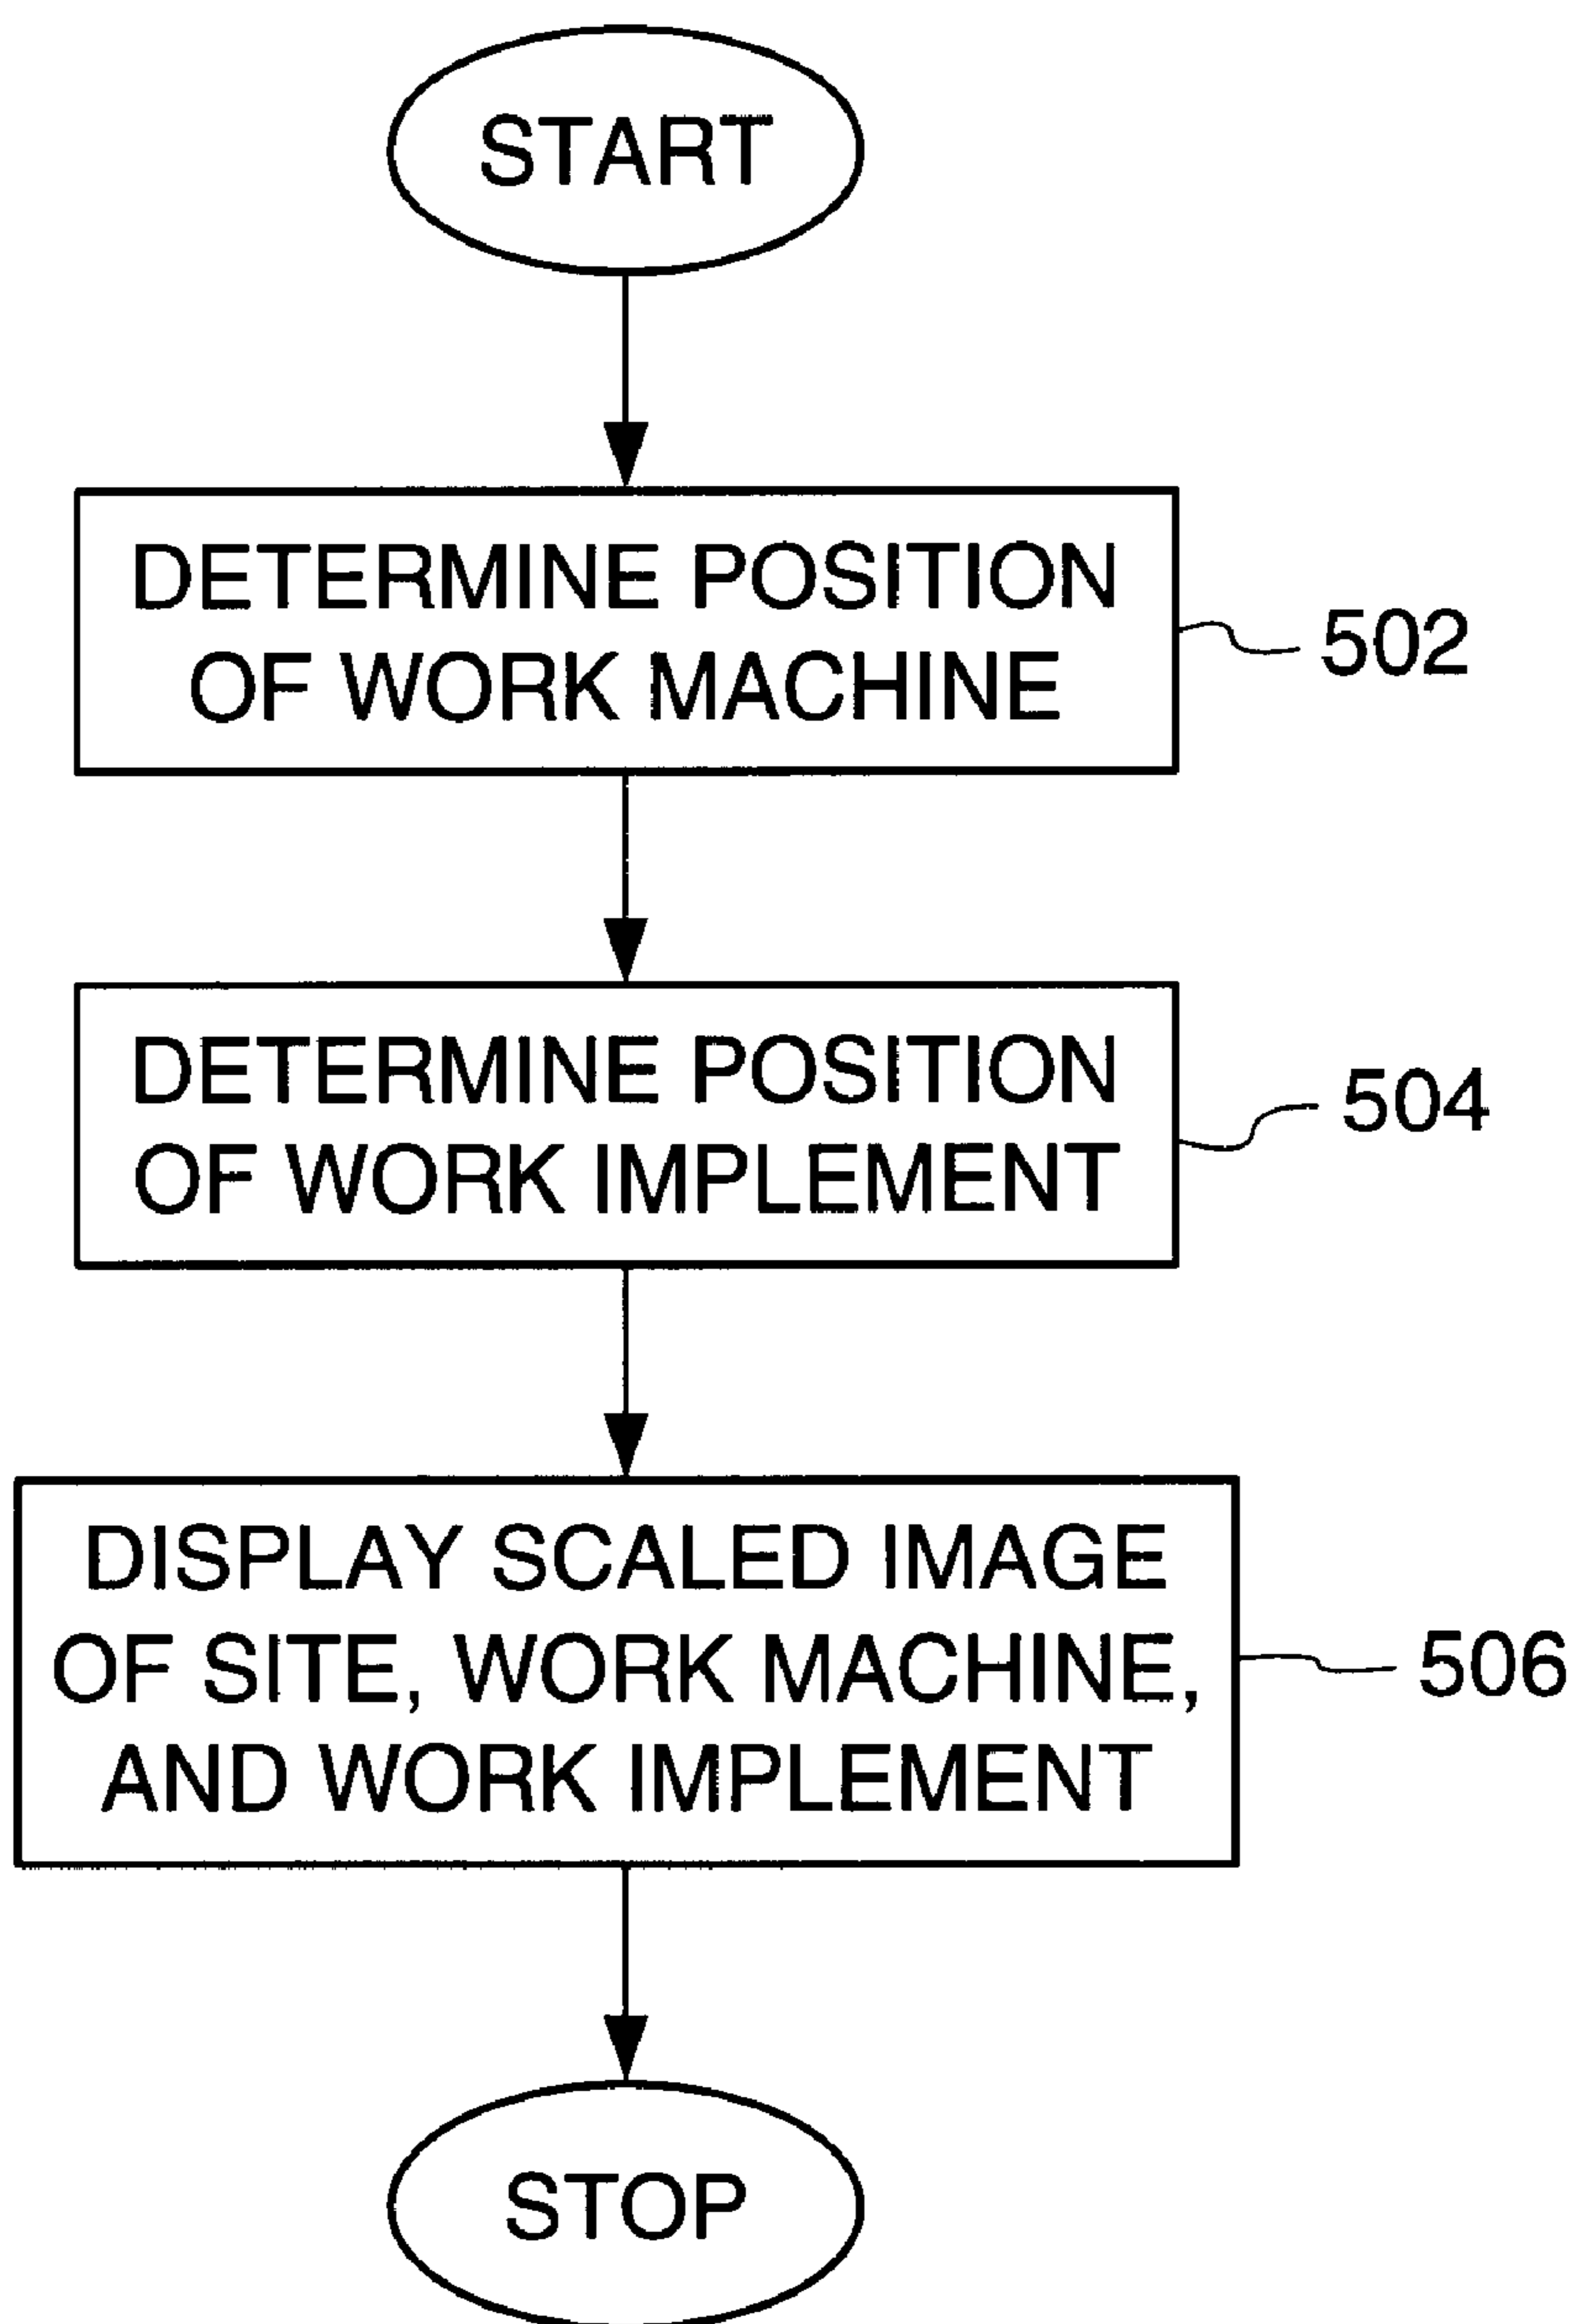 START
DETERMINE POSITION
OF WORK MACHINE
502
DETERMINE POSITION
OF WORK IMPLEMENT
504
DISPLAY SCALED IMAGE
OF SITE, WORK MACHINE,
AND WORK IMPLEMENT
506
STOP